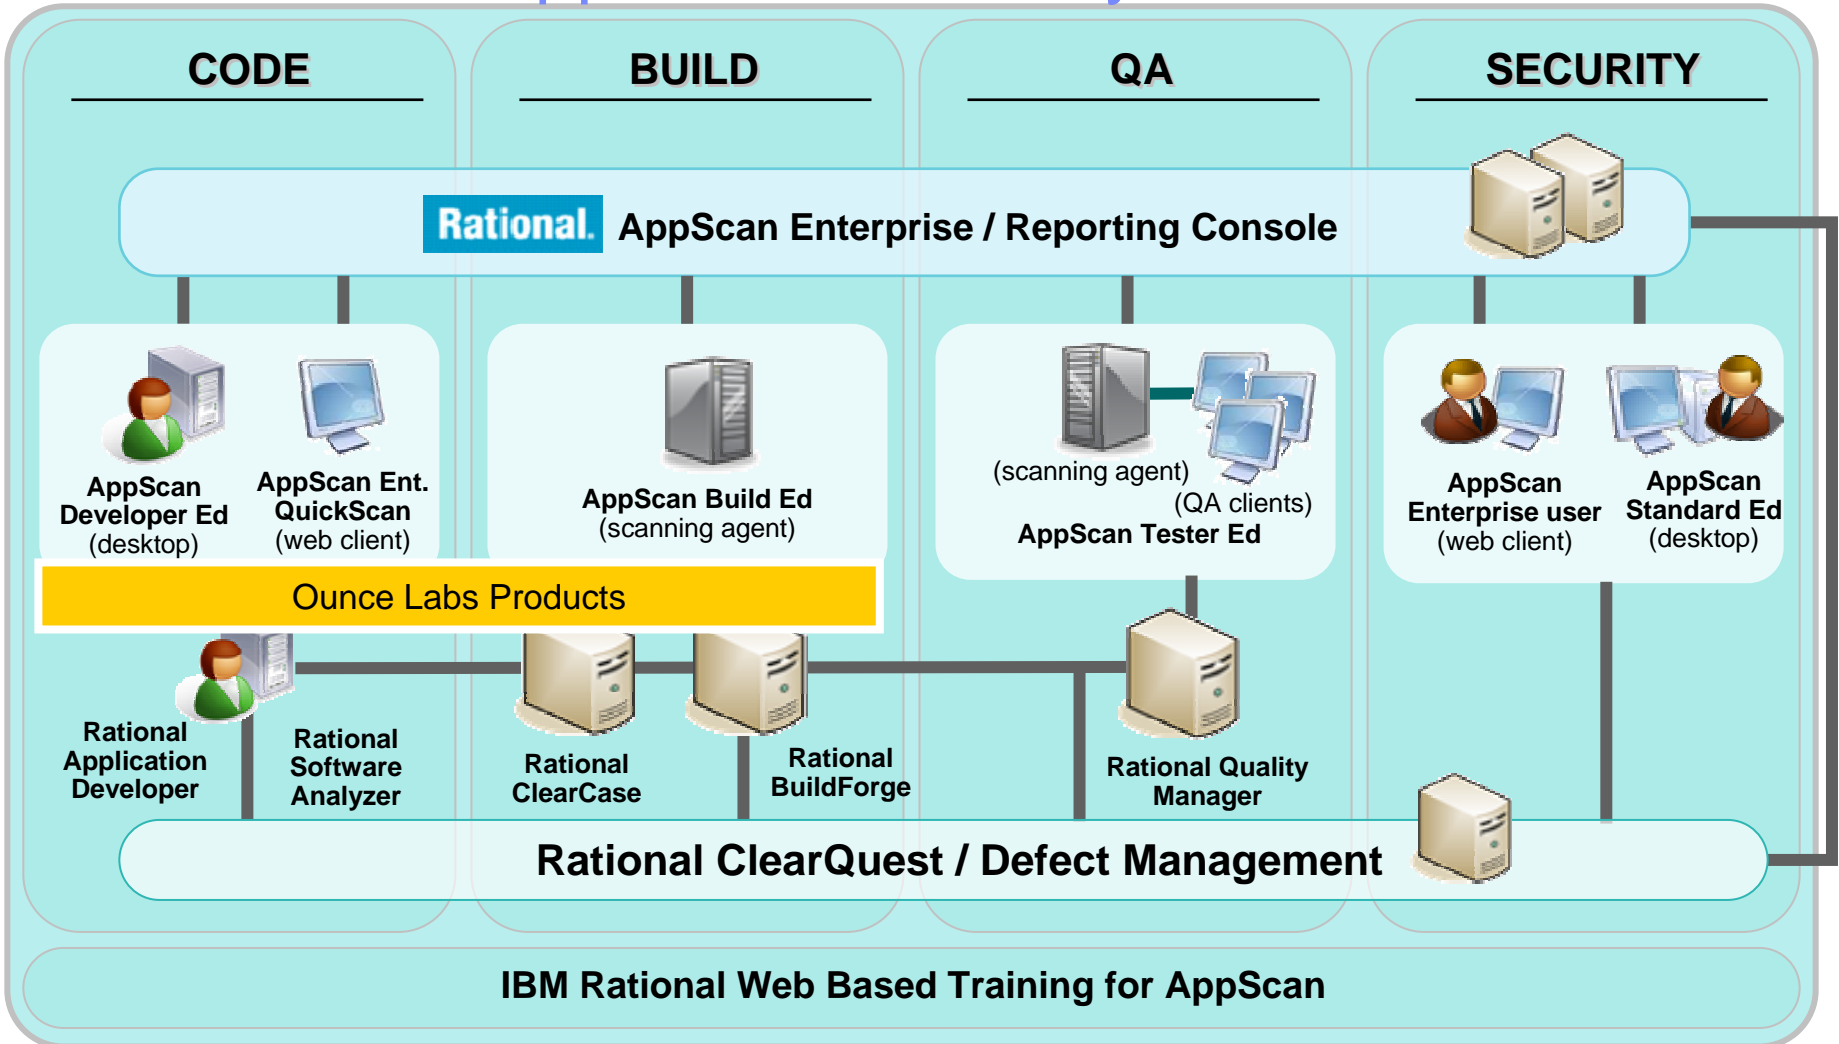 CODE
BUILD
QA
SECURITY
Rational. AppScan Enterprise / Reporting Console
AppScan
Developer Ed
(desktop)
AppScan Ent.
QuickScan
(web client)
AppScan Build Ed
(scanning agent)
(scanning agent)
(QA clients)
AppScan Tester Ed
AppScan
Enterprise user
(web client)
AppScan
Standard Ed
(desktop)
Ounce Labs Products
Rational
Application
Developer
Rational
Software
Analyzer
Rational
ClearCase
Rational
BuildForge
Rational Quality
Manager
Rational ClearQuest / Defect Management
IBM Rational Web Based Training for AppScan